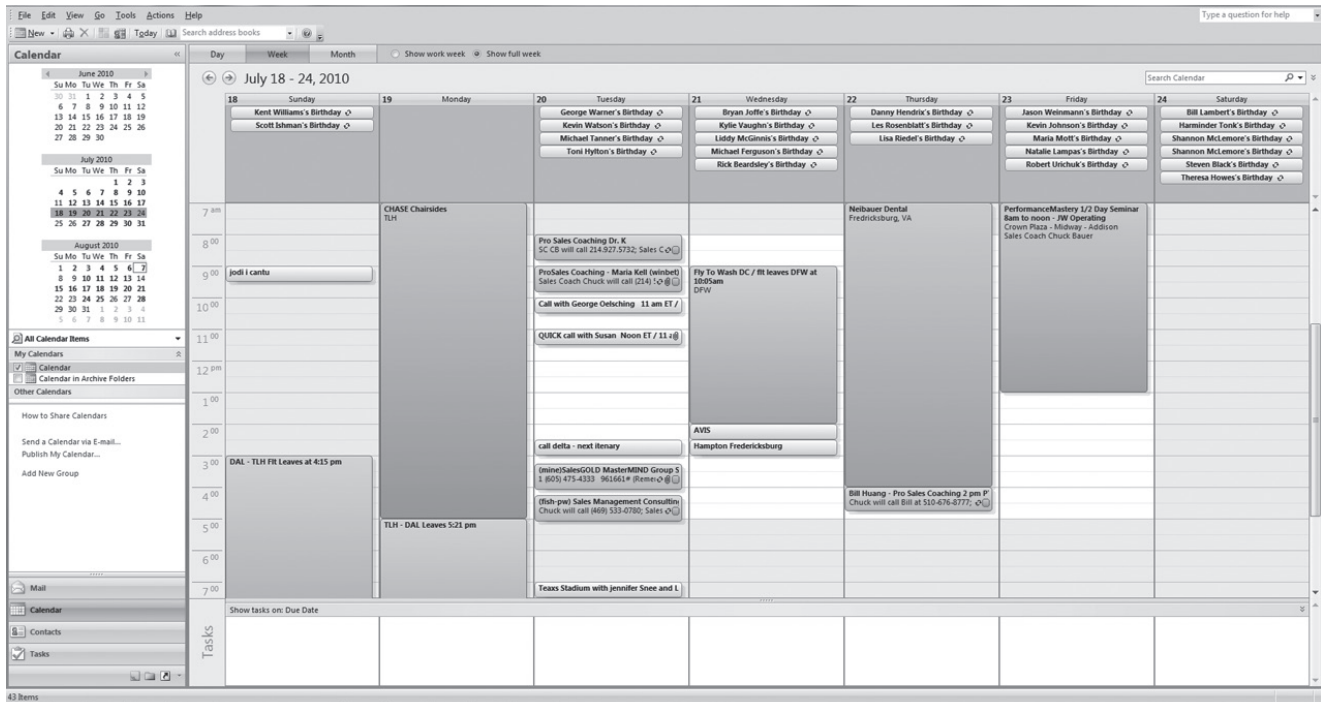 File Edit View Go Tools Actions Help
Type a question for help
New Today Search address books
Calendar
Day Week Month Show work week Show full week
June 2010
Su Mo Tu We Th Fr Sa
30 31 1 2 3 4 5
6 7 8 9 10 11 12
13 14 15 16 17 18 19
20 21 22 23 24 25 26
27 28 29 30
July 2010
Su Mo Tu We Th Fr Sa
1 2 3
4 5 6 7 8 9 10
11 12 13 14 15 16 17
18 19 20 21 22 23 24
25 26 27 28 29 30 31
August 2010
Su Mo Tu We Th Fr Sa
1 2 3 4 5 6 7
8 9 10 11 12 13 14
15 16 17 18 19 20 21
22 23 24 25 26 27 28
29 30 31 1 2 3 4
5 6 7 8 9 10 11
All Calendar Items
My Calendars
Calendar
Calendar in Archive Folders
Other Calendars
How to Share Calendars
Send a Calendar via E-mail...
Publish My Calendar...
Add New Group
Mail
Calendar
Contacts
Tasks
43 Items
July 18 - 24, 2010
Search Calendar
18 Sunday
Kent Williams's Birthday
Scott Ishman's Birthday
19 Monday
20 Tuesday
George Warner's Birthday
Kevin Watson's Birthday
Michael Tanner's Birthday
Toni Hylton's Birthday
21 Wednesday
Bryan Joffe's Birthday
Kylie Vaughn's Birthday
Liddy McGinnis's Birthday
Michael Ferguson's Birthday
Rick Beardsley's Birthday
22 Thursday
Danny Hendrix's Birthday
Les Rosenblatt's Birthday
Lisa Riedel's Birthday
23 Friday
Jason Weinmann's Birthday
Kevin Johnson's Birthday
Maria Mott's Birthday
Natalie Lampas's Birthday
Robert Urichuk's Birthday
24 Saturday
Bill Lambert's Birthday
Harminder Tonk's Birthday
Shannon McLemore's Birthday
Shannon McLemore's Birthday
Steven Black's Birthday
Theresa Howes's Birthday
7 am
8 00
9 00
10 00
11 00
12 pm
1 00
2 00
3 00
4 00
5 00
6 00
7 00
jodi i cantu
DAL - TLH Flt Leaves at 4:15 pm
CHASE Chairsides
TLH
TLH - DAL Leaves 5:21 pm
Pro Sales Coaching Dr. K
SC CB will call 214.927.5732; Sales C
ProSales Coaching - Maria Kell (winbet)
Sales Coach Chuck will call (214)
Call with George Oelsching 11 am ET /
QUICK call with Susan Noon ET / 11 a
call delta - next itenary
(mine)SalesGOLD MasterMIND Group S
1 (605) 475-4333 961661# (Reme
(fish-pw) Sales Management Consultin
Chuck will call (469) 533-0780; Sales
Teaxs Stadium with jennifer Snee and L
Fly To Wash DC / flt leaves DFW at
10:05am
DFW
AVIS
Hampton Fredericksburg
Neibauer Dental
Fredericksburg, VA
Bill Huang - Pro Sales Coaching 2 pm P
Chuck will call Bill at 510-676-8777;
PerformanceMastery 1/2 Day Seminar
8am to noon - JW Operating
Crown Plaza - Midway - Addison
Sales Coach Chuck Bauer
Tasks
Show tasks on: Due Date